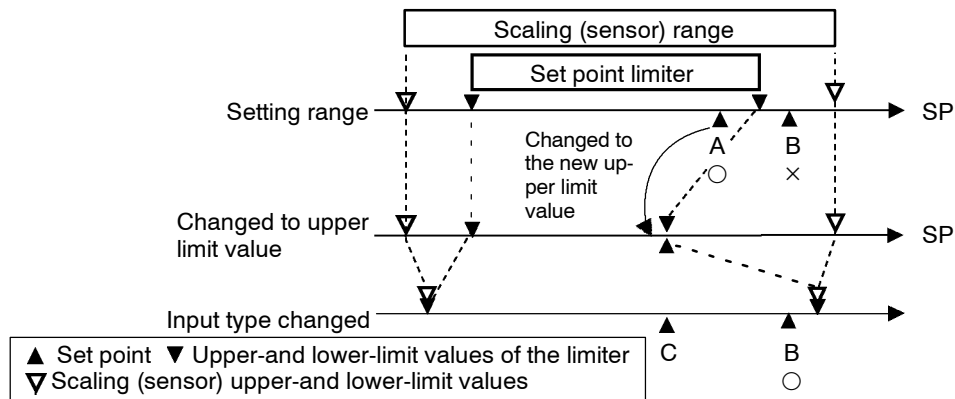 Scaling (sensor) range
Set point limiter
Setting range
SP
Changed to
the new up-
per limit
value
A
B
○
×
Changed to upper
limit value
SP
Input type changed
C
B
○
▲ Set point ▼ Upper-and lower-limit values of the limiter
▽ Scaling (sensor) upper-and lower-limit values